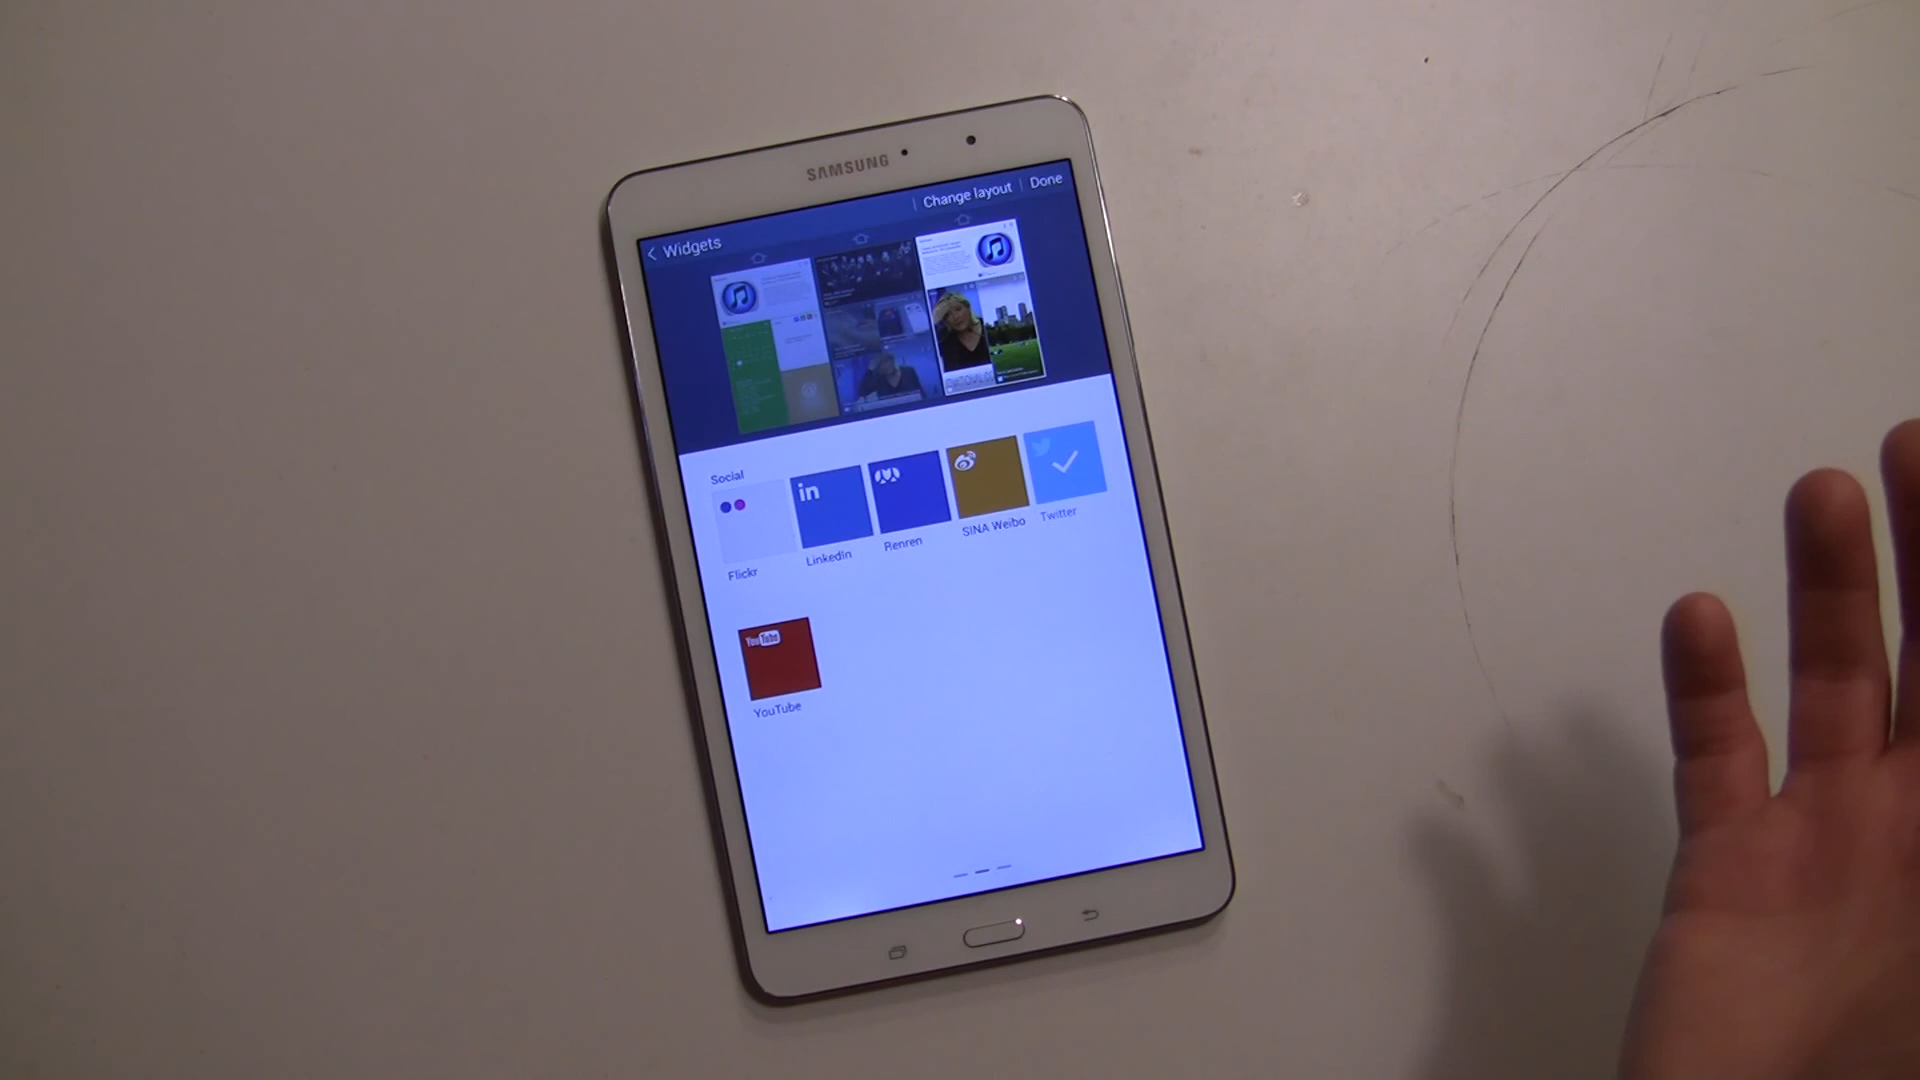 SAMSUNG
Change layout | Done
Widgets
Social
in
Flickr
LinkedIn
Renren
SINA Weibo
Twitter
YouTube
YouTube